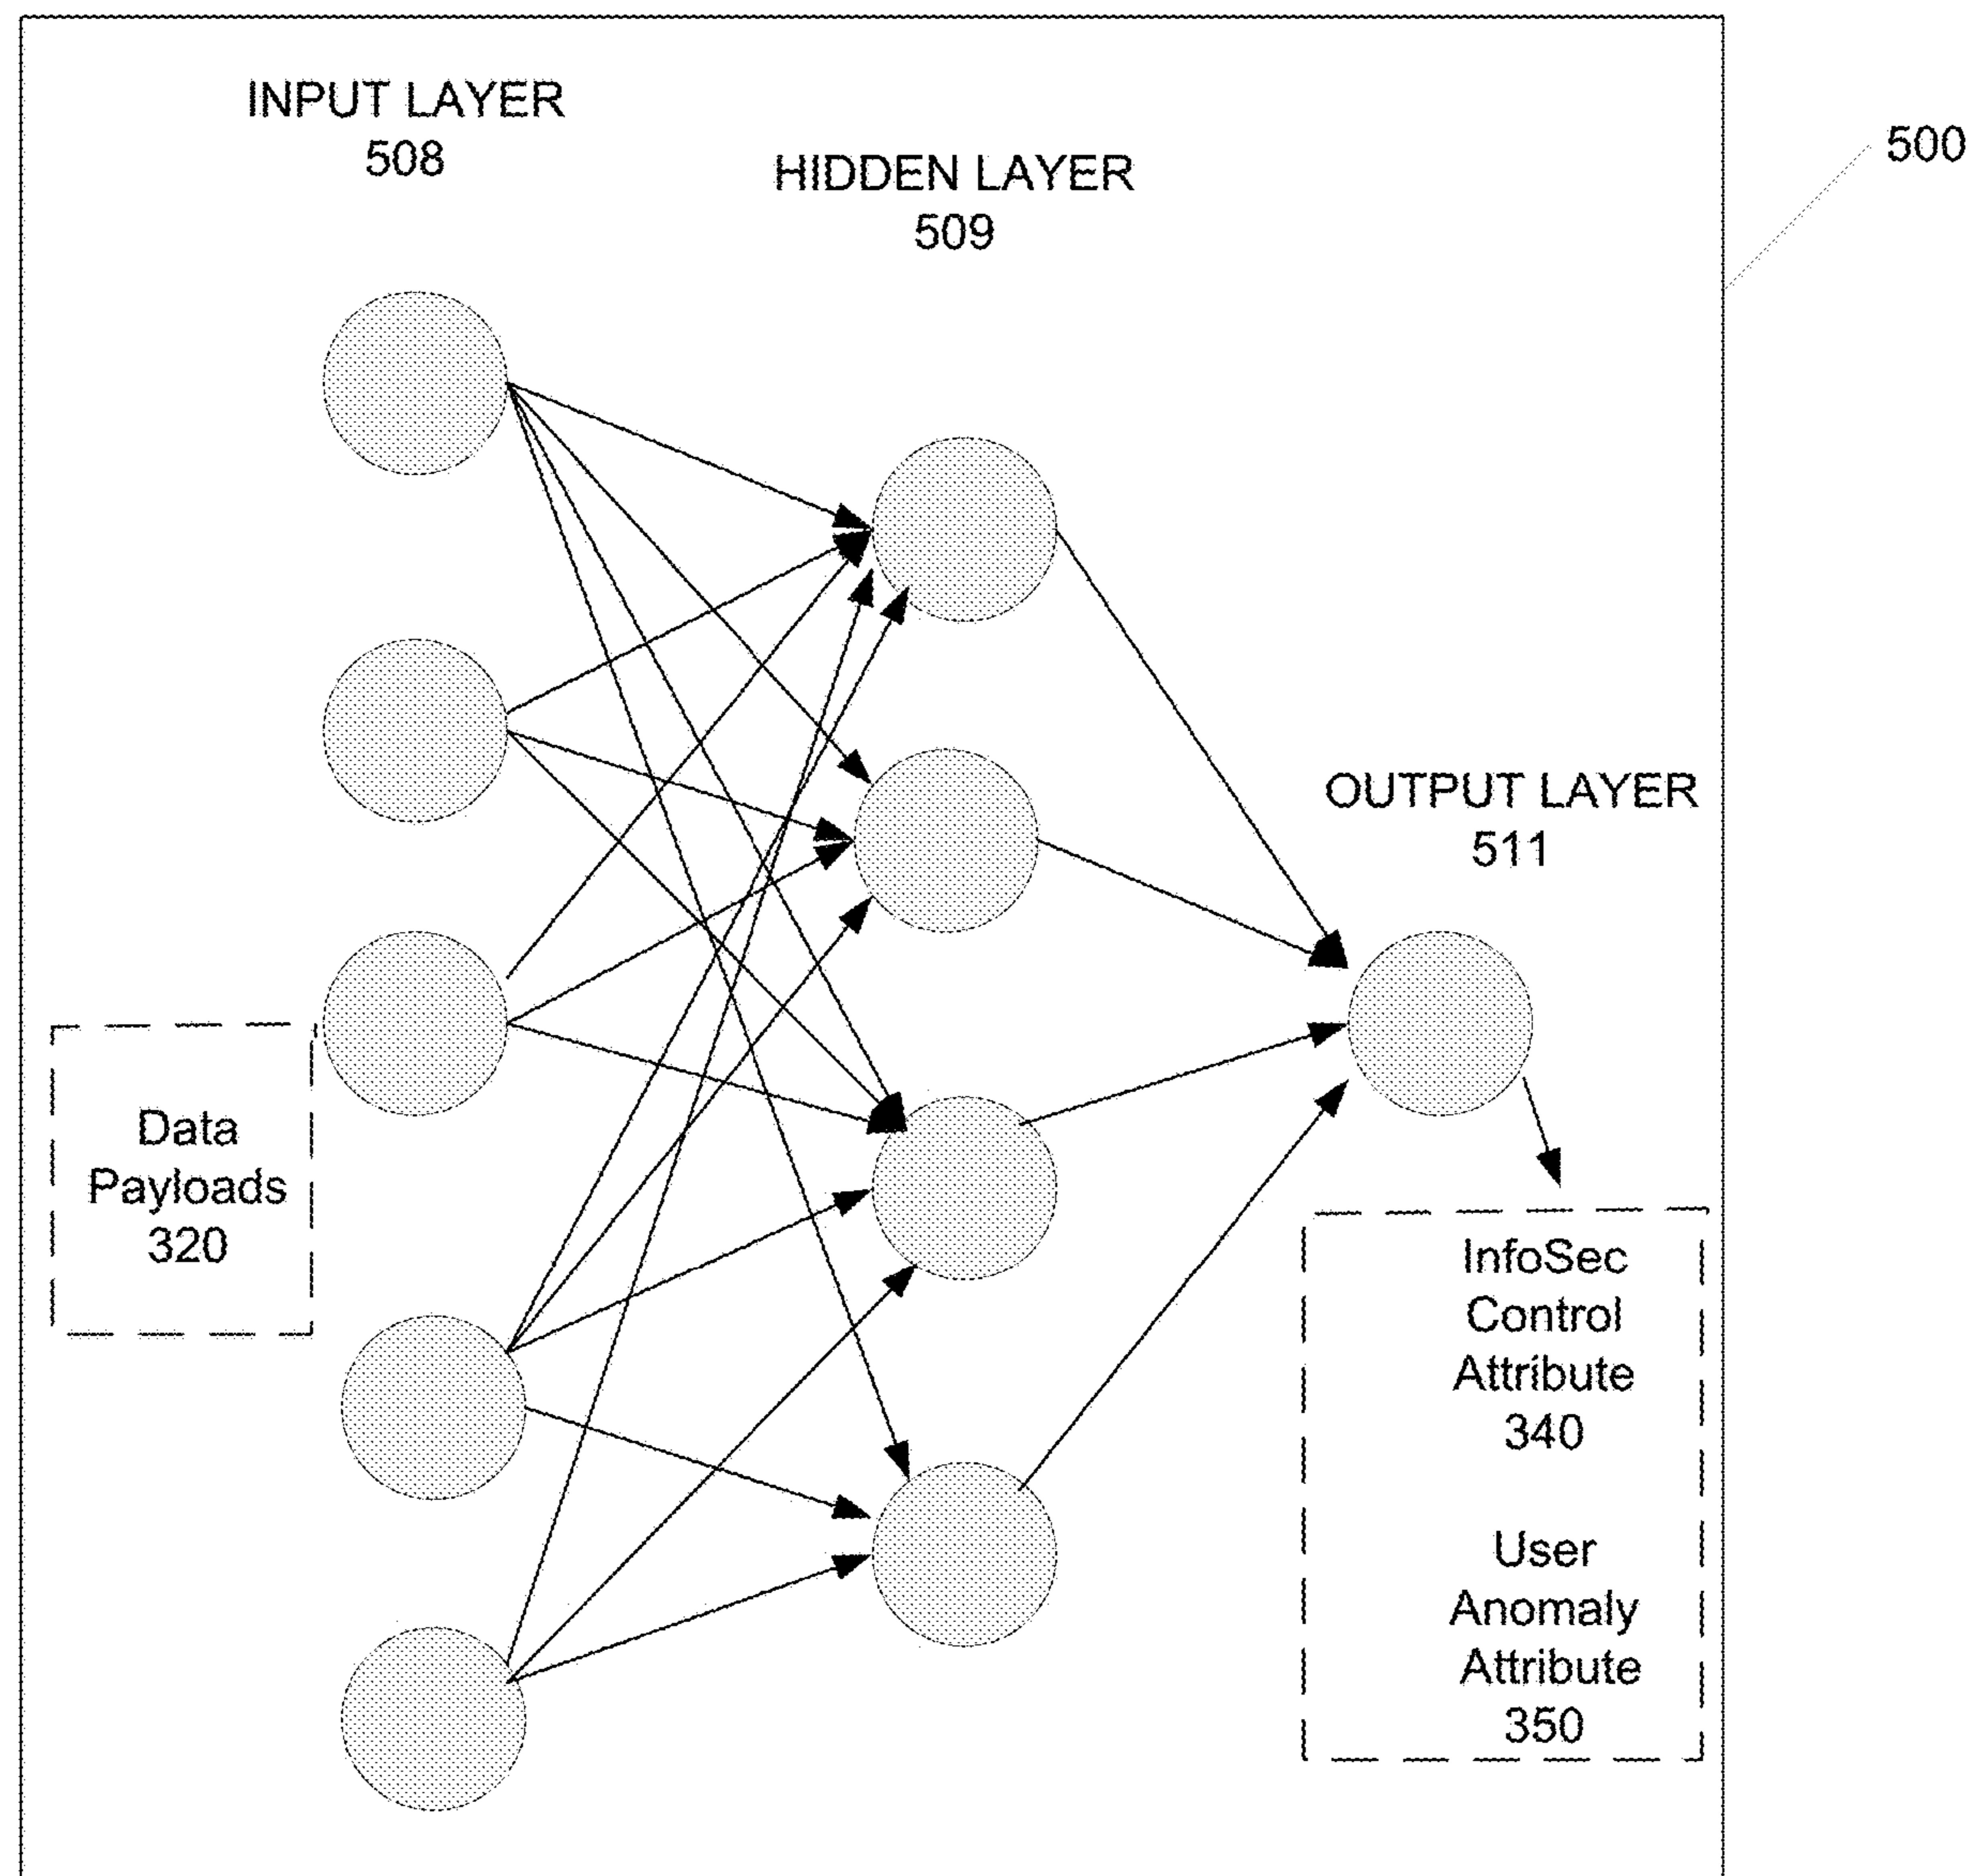 INPUT LAYER
508
HIDDEN LAYER
509
500
OUTPUT LAYER
511
Data
Payloads
320
InfoSec
Control
Attribute
340
User
Anomaly
Attribute
350